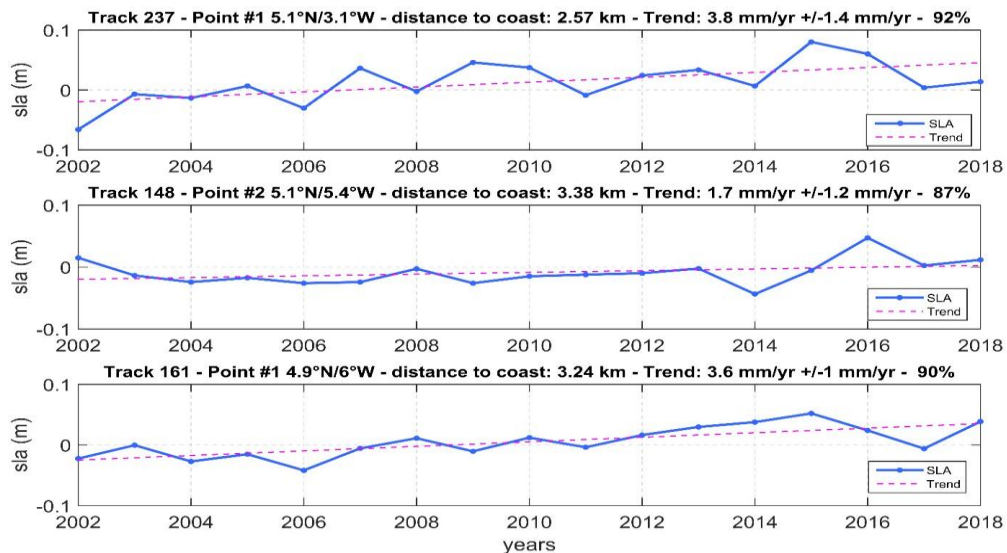 Track 237 - Point #1 5.1°N/3.1°W - distance to coast: 2.57 km - Trend: 3.8 mm/yr +/-1.4 mm/yr - 92%
0.1
0
-0.1
sla (m)
SLA
Trend
2002 2004 2006 2008 2010 2012 2014 2016 2018
Track 148 - Point #2 5.1°N/5.4°W - distance to coast: 3.38 km - Trend: 1.7 mm/yr +/-1.2 mm/yr - 87%
0.1
0
-0.1
sla (m)
SLA
Trend
2002 2004 2006 2008 2010 2012 2014 2016 2018
Track 161 - Point #1 4.9°N/6°W - distance to coast: 3.24 km - Trend: 3.6 mm/yr +/-1 mm/yr - 90%
0.1
0
-0.1
sla (m)
SLA
Trend
2002 2004 2006 2008 2010 2012 2014 2016 2018
years